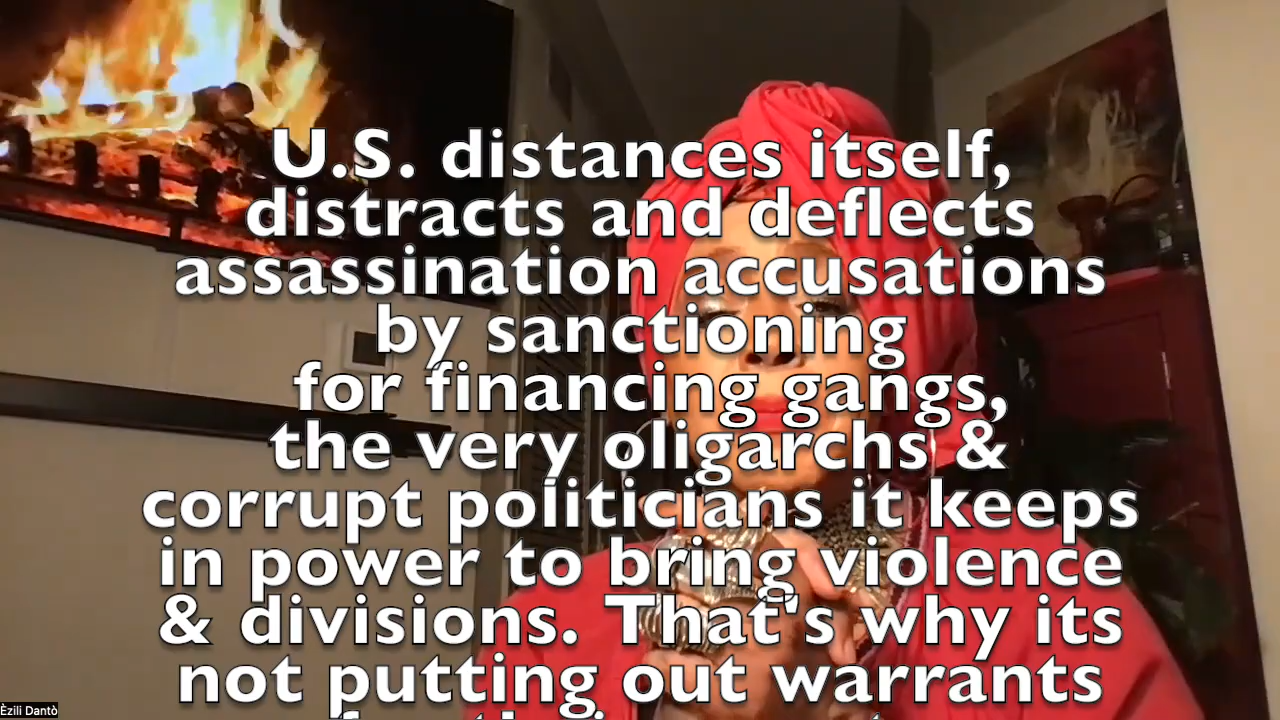 U.S. distances itself,
distracts and deflects
assassination accusations
by sanctioning
for financing gangs,
the very oligarchs &
corrupt politicians it keeps
in power to bring violence
& divisions. That's why its
not putting out warrants
Èzili Dantò